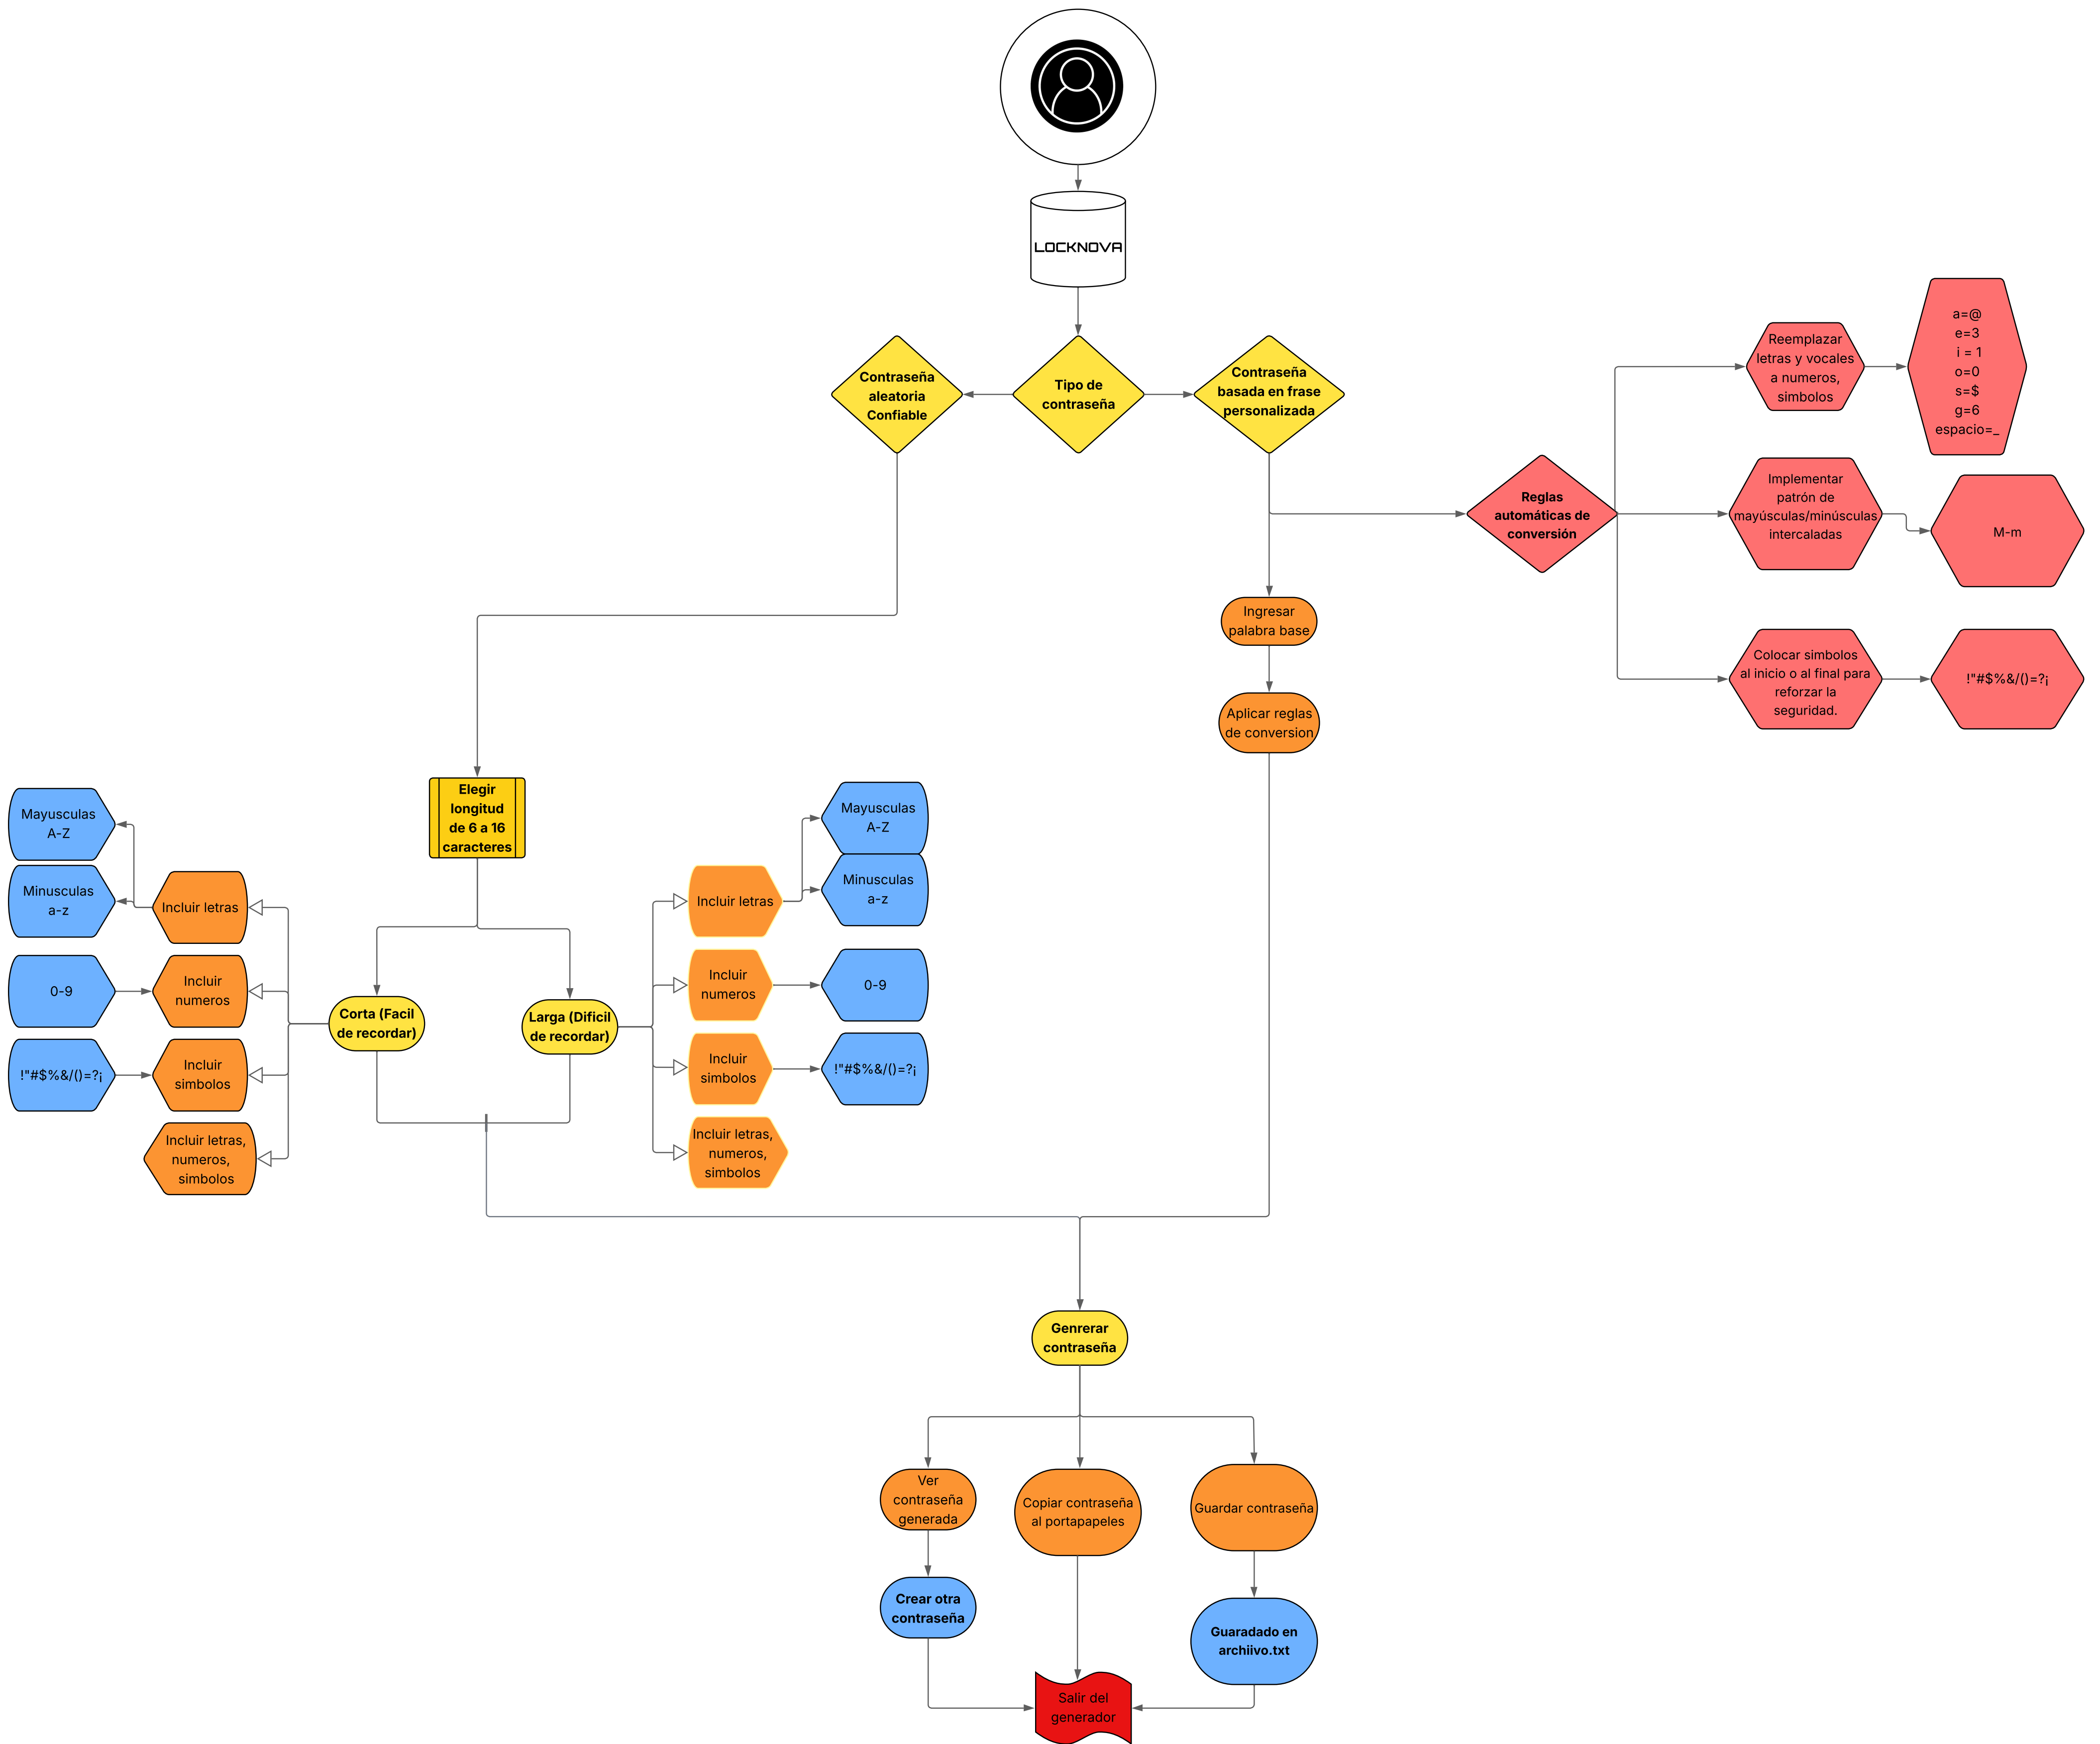 LOCKNOVA
Contraseña
aleatoria
Confiable
Tipo de
contraseña
Contraseña
basada en frase
personalizada
Reglas
automáticas de
conversión
Reemplazar
letras y vocales
a numeros,
simbolos
a=@
e=3
i = 1
o=0
s=$
g=6
espacio=_
Implementar
patrón de
mayúsculas/minúsculas
intercaladas
M-m
Colocar simbolos
al inicio o al final para
reforzar la
seguridad.
!"#$%&/()=?¡
Ingresar
palabra base
Aplicar reglas
de conversion
Elegir
longitud
de 6 a 16
caracteres
Mayusculas
A-Z
Minusculas
a-z
Incluir letras
0-9
Incluir
numeros
!"#$%&/()=?¡
Incluir
simbolos
Incluir letras,
numeros,
simbolos
Corta (Facil
de recordar)
Larga (Dificil
de recordar)
Incluir letras
Mayusculas
A-Z
Minusculas
a-z
Incluir
numeros
0-9
Incluir
simbolos
!"#$%&/()=?¡
Incluir letras,
numeros,
simbolos
Genrerar
contraseña
Ver
contraseña
generada
Copiar contraseña
al portapapeles
Guardar contraseña
Crear otra
contraseña
Guaradado en
archiivo.txt
Salir del
generador